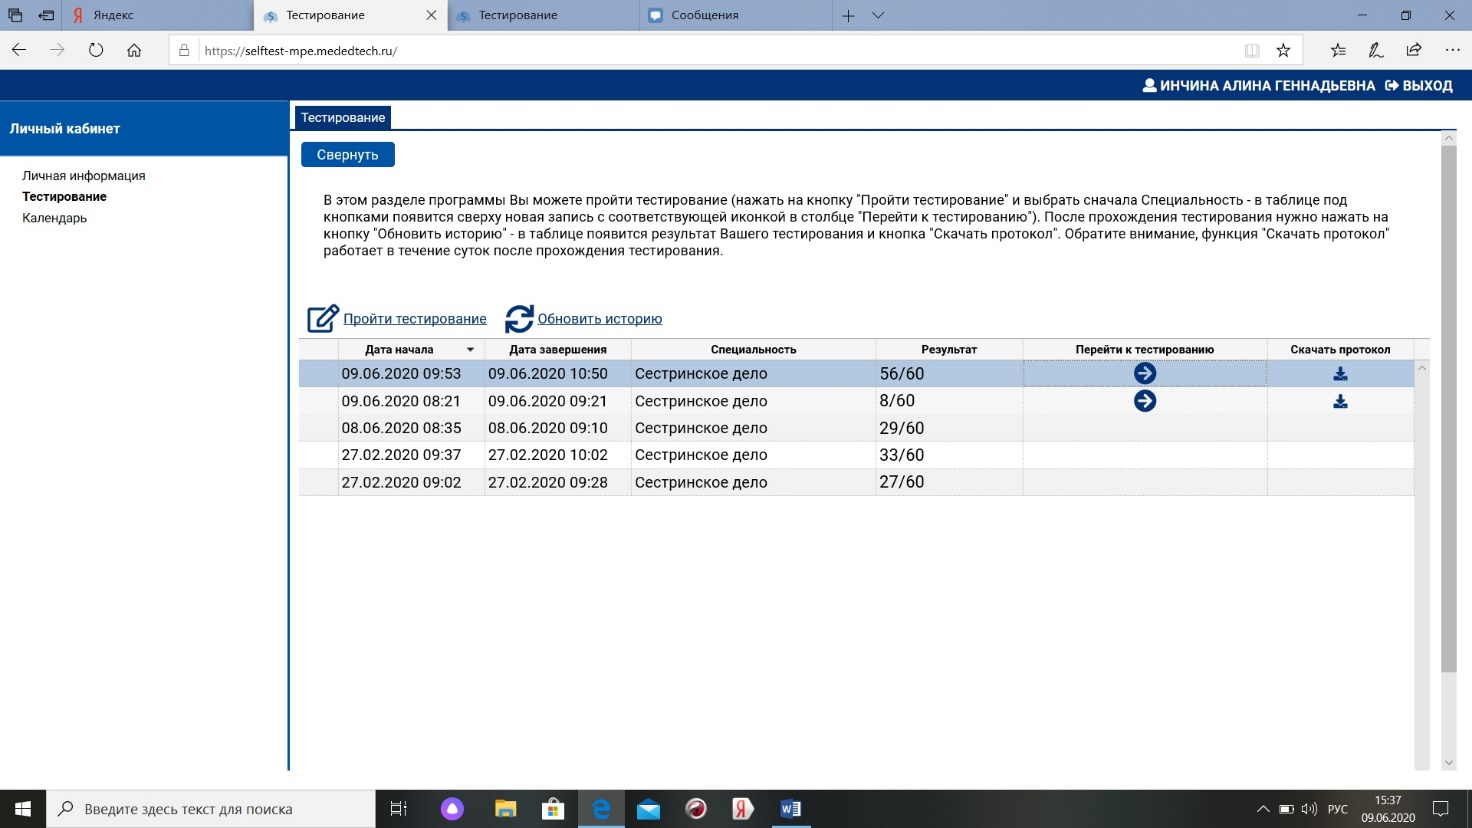 Яндекс
Тестирование
Тестирование
Сообщения
https://selftest-mpe.mededtech.ru/
ИНЧИНА АЛИНА ГЕННАДЬЕВНА ВЫХОД
Личный кабинет
Личная информация
Тестирование
Календарь
Тестирование
Свернуть
В этом разделе программы Вы можете пройти тестирование (нажать на кнопку "Пройти тестирование" и выбрать сначала Специальность - в таблице под
кнопками появится сверху новая запись с соответствующей иконкой в столбце "Перейти к тестированию"). После прохождения тестирования нужно нажать на
кнопку "Обновить историю" - в таблице появится результат Вашего тестирования и кнопка "Скачать протокол". Обратите внимание, функция "Скачать протокол"
работает в течение суток после прохождения тестирования.
Пройти тестирование Обновить историю
Дата начала Дата завершения Специальность Результат Перейти к тестированию Скачать протокол
09.06.2020 09:53 09.06.2020 10:50 Сестринское дело 56/60
09.06.2020 08:21 09.06.2020 09:21 Сестринское дело 8/60
08.06.2020 08:35 08.06.2020 09:10 Сестринское дело 29/60
27.02.2020 09:37 27.02.2020 10:02 Сестринское дело 33/60
27.02.2020 09:02 27.02.2020 09:28 Сестринское дело 27/60
Введите здесь текст для поиска
РУС
15:37
09.06.2020